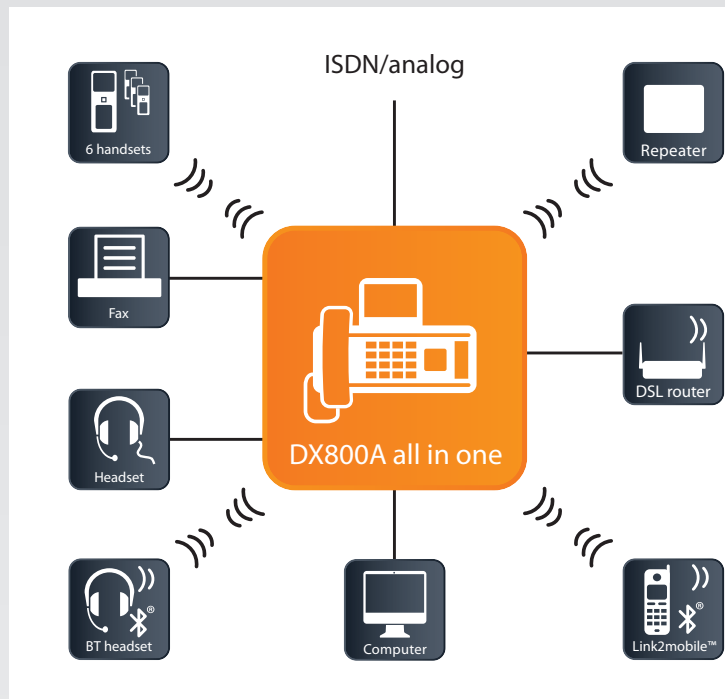 ISDN/analog
6 handsets
Repeater
Fax
DSL router
DX800A all in one
Headset
®
BT headset
Computer
®
Link2mobile™